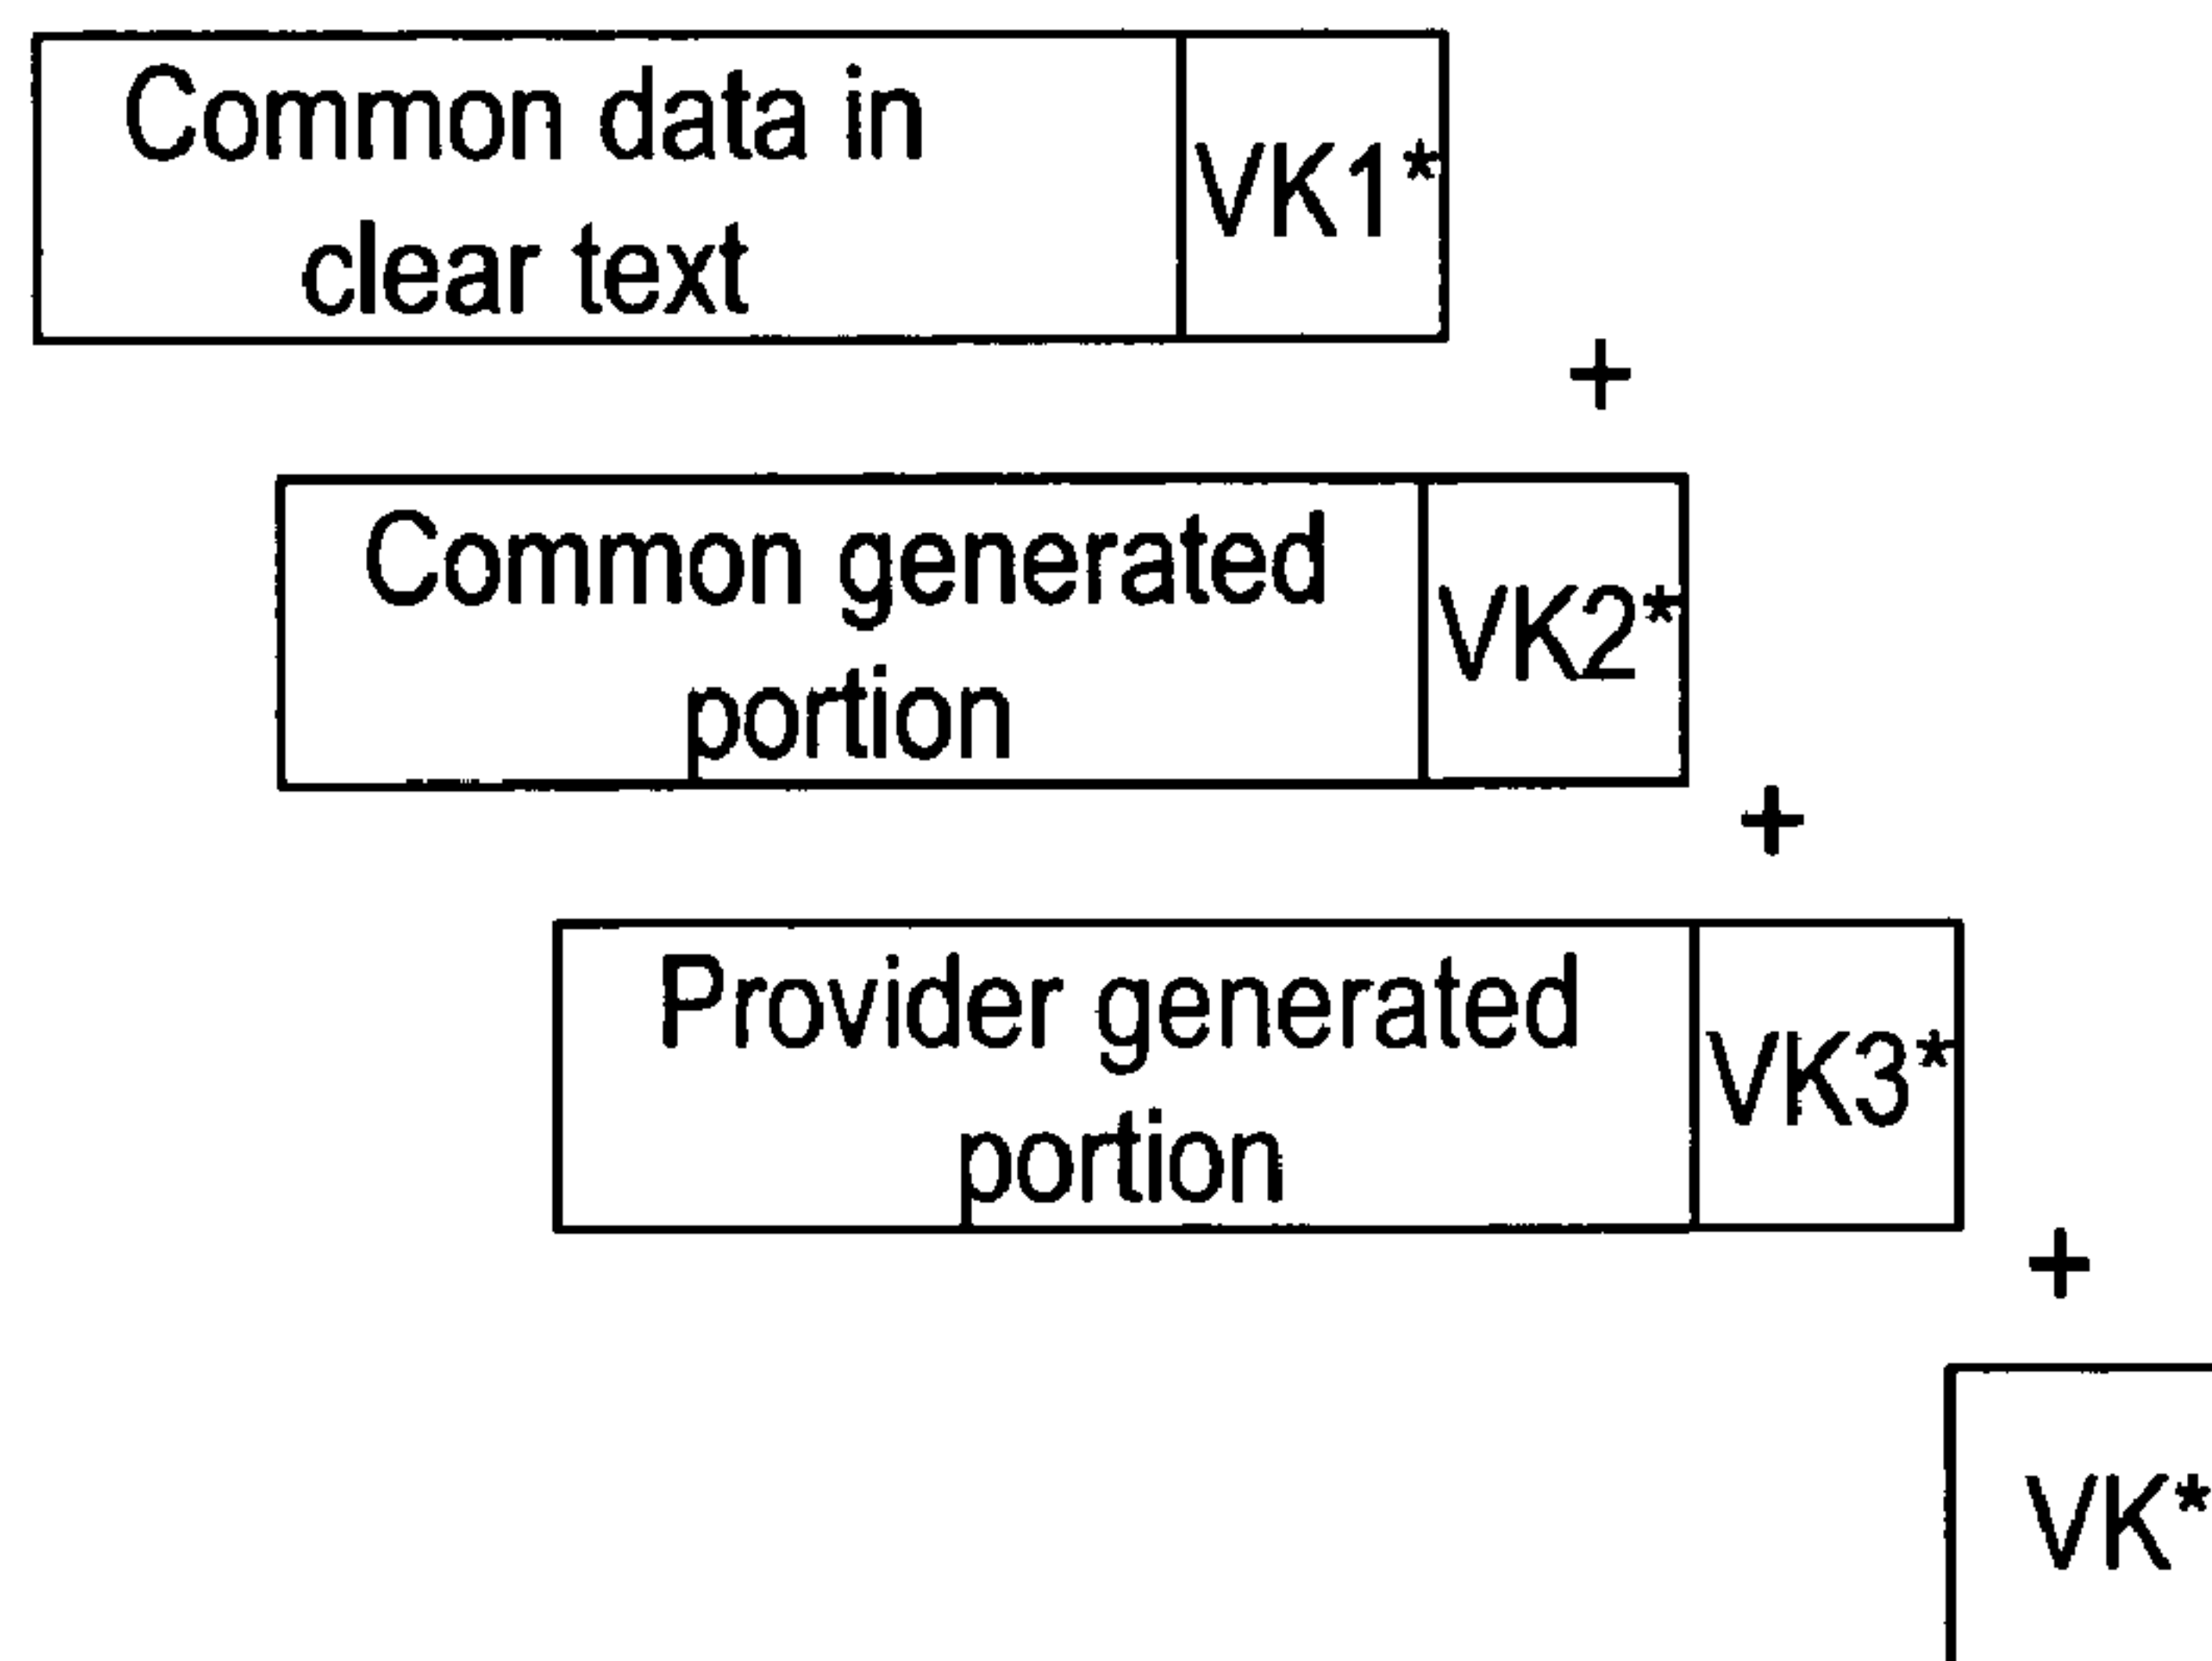 Common data in
clear text
VK1*
+
Common generated
portion
VK2*
+
Provider generated
portion
VK3*
+
VK*